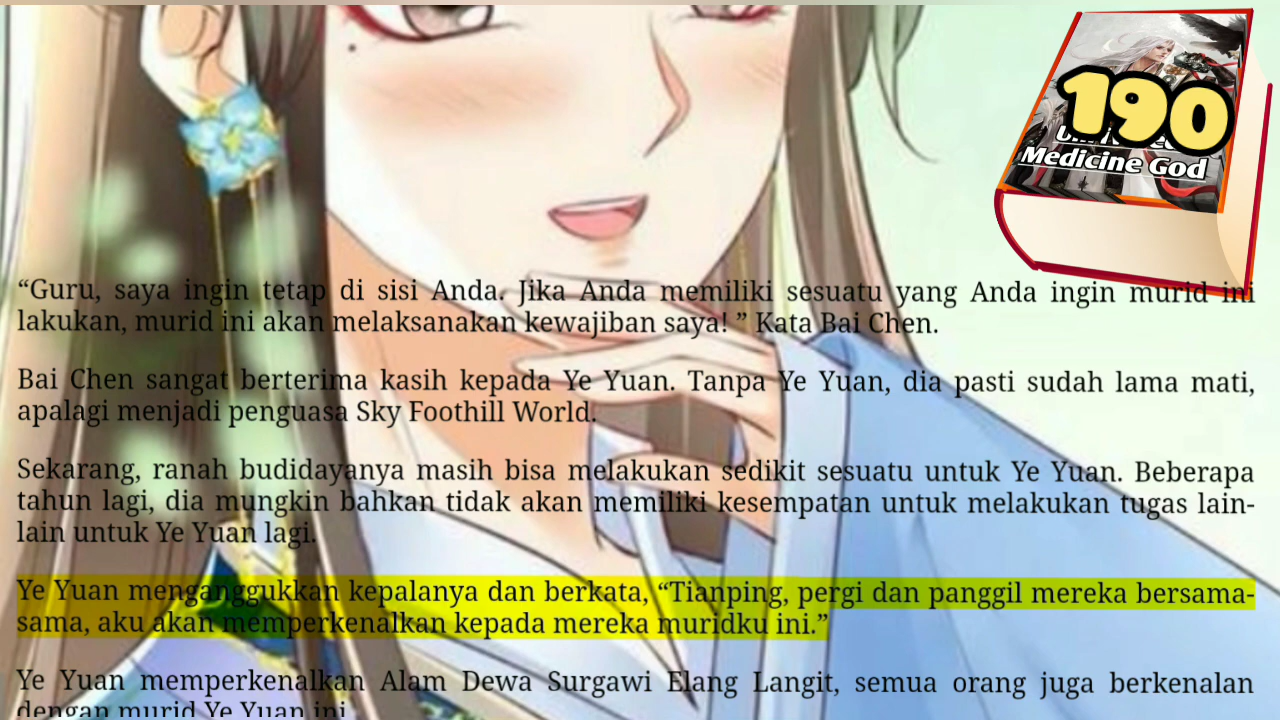 190
Medicine God
“Guru, saya ingin tetap di sisi Anda. Jika Anda memiliki sesuatu yang Anda ingin murid ini
lakukan, murid ini akan melaksanakan kewajiban saya! ” Kata Bai Chen.
Bai Chen sangat berterima kasih kepada Ye Yuan. Tanpa Ye Yuan, dia pasti sudah lama mati,
apalagi menjadi penguasa Sky Foothill World.
Sekarang, ranah budidayanya masih bisa melakukan sedikit sesuatu untuk Ye Yuan. Beberapa
tahun lagi, dia mungkin bahkan tidak akan memiliki kesempatan untuk melakukan tugas lain-
lain untuk Ye Yuan lagi.
Ye Yuan menganggukkan kepalanya dan berkata, “Tianping, pergi dan panggil mereka bersama-
sama, aku akan memperkenalkan kepada mereka muridku ini.”
Ye Yuan memperkenalkan Alam Dewa Surgawi Elang Langit, semua orang juga berkenalan
dengan murid Ye Yuan ini.